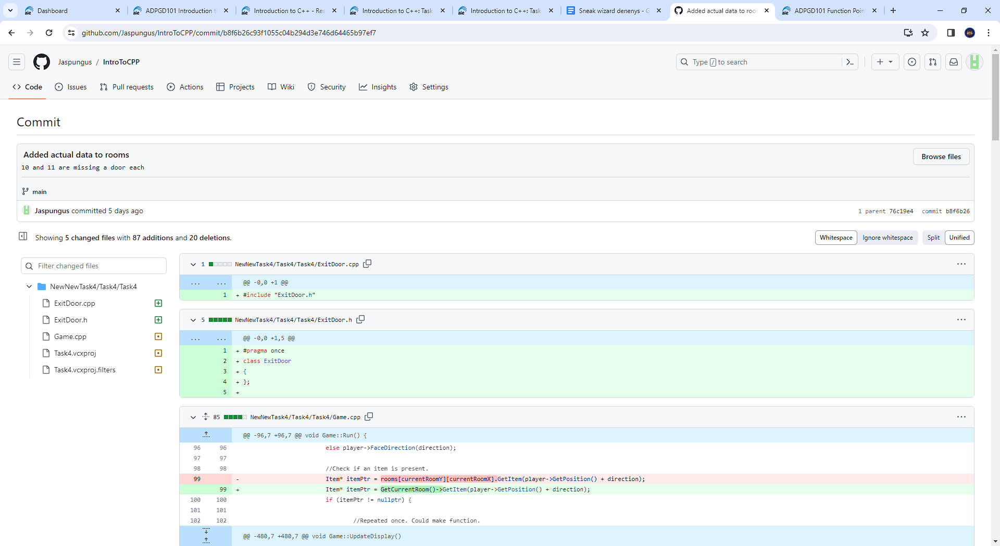 Dashboard
ADPGD101 Introduction t
Introduction to C++ - Res
Introduction to C++: Task
Introduction to C++: Task
Sneak wizard denenys - G
Added actual data to roo
ADPGD101 Function Poin
github.com/Jaspungus/IntroToCPP/commit/b8f6b26c93f1055c04b294d3e746d64465b97ef7
Jaspungus / IntroToCPP
Type / to search
Code
Issues
Pull requests
Actions
Projects
Wiki
Security
Insights
Settings
Commit
Added actual data to rooms
Browse files
10 and 11 are missing a door each
main
Jaspungus committed 5 days ago
1 parent 76c19e4 commit b8f6b26
Showing 5 changed files with 87 additions and 20 deletions.
Whitespace
Ignore whitespace
Split
Unified
Filter changed files
NewNewTask4/Task4/Task4
ExitDoor.cpp
ExitDoor.h
Game.cpp
Task4.vcxproj
Task4.vcxproj.filters
1 NewNewTask4/Task4/Task4/ExitDoor.cpp
... ... @@ -0,0 +1 @@
1 + #include "ExitDoor.h"
5 NewNewTask4/Task4/Task4/ExitDoor.h
... ... @@ -0,0 +1,5 @@
1 + #pragma once
2 + class ExitDoor
3 + {
4 + };
5 +
85 NewNewTask4/Task4/Task4/Game.cpp
@@ -96,7 +96,7 @@ void Game::Run() {
96 96 else player->FaceDirection(direction);
97 97
98 98 //Check if an item is present.
99 - Item* itemPtr = rooms[currentRoomY][currentRoomX].GetItem(player->GetPosition() + direction);
99 + Item* itemPtr = GetCurrentRoom()->GetItem(player->GetPosition() + direction);
100 100 if (itemPtr != nullptr) {
101 101
102 102 //Repeated once. Could make function.
@@ -480,7 +480,7 @@ void Game::UpdateDisplay()